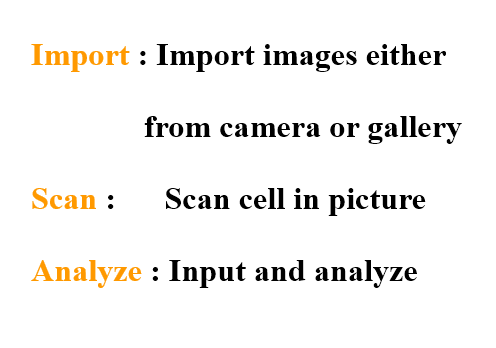 Import : Import images either
from camera or gallery
Scan : Scan cell in picture
Analyze : Input and analyze